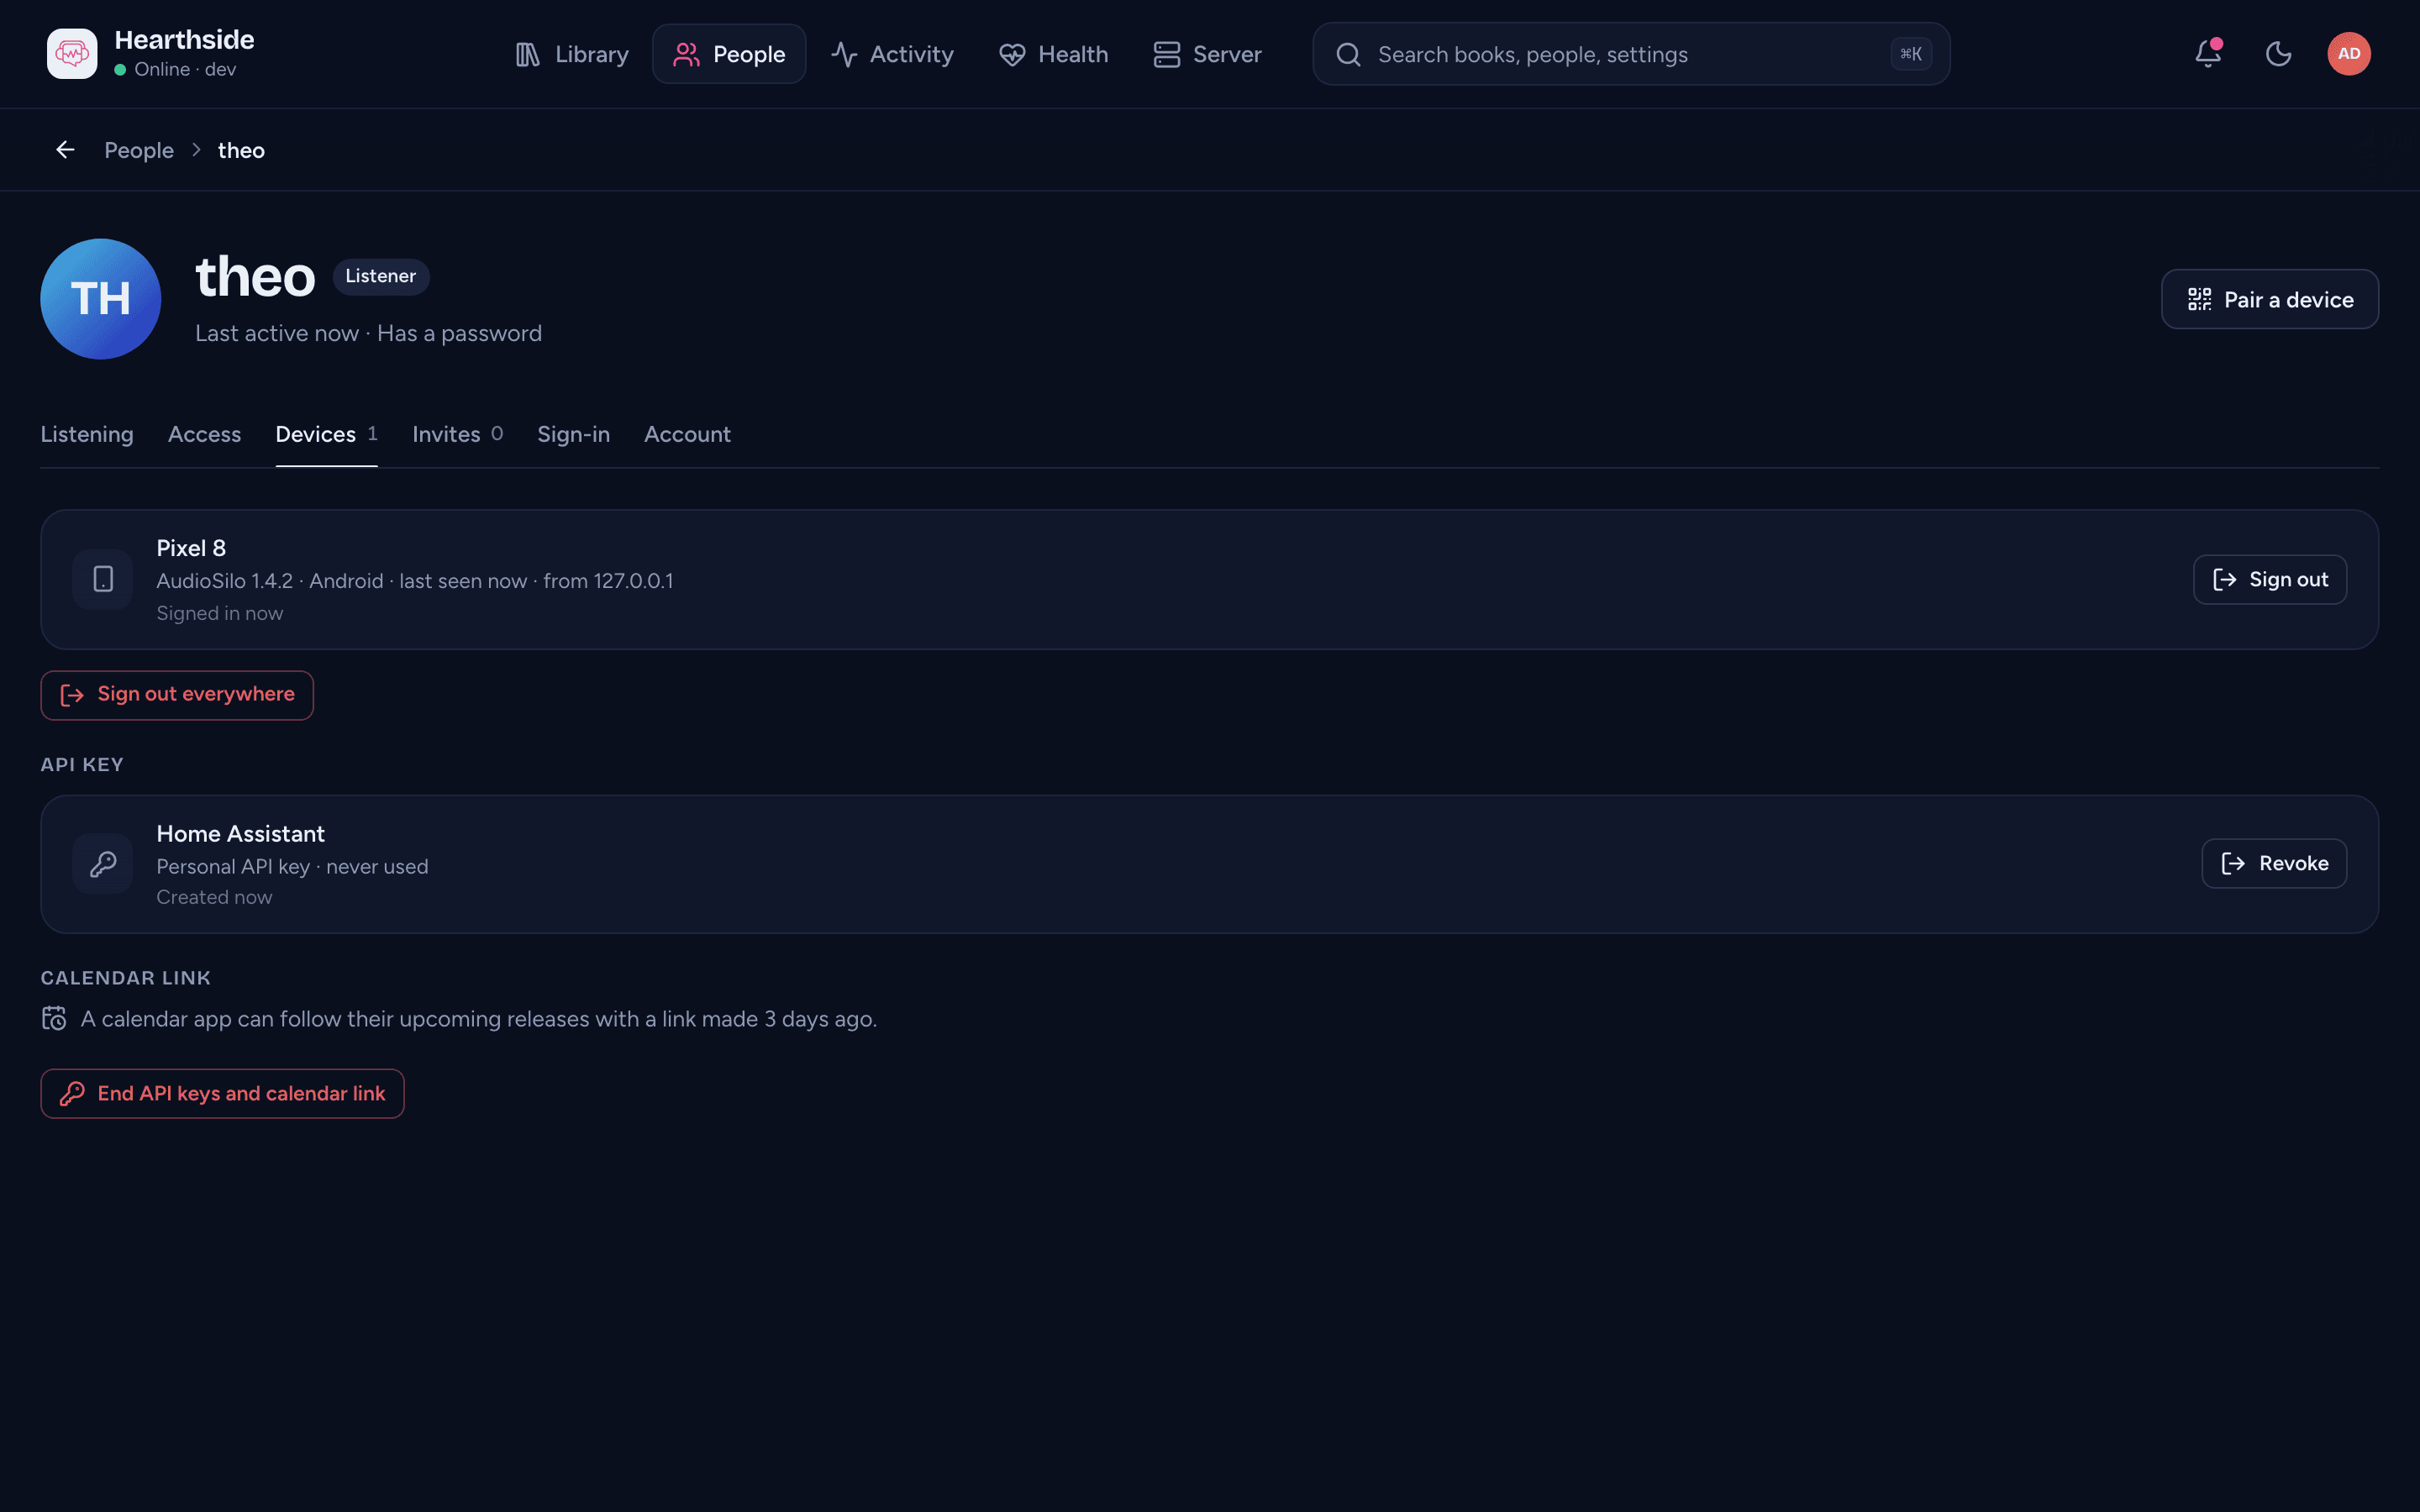 Hearthside
Online · dev
Library
People
Activity
Health
Server
Search books, people, settings
⌘K
AD
People
theo
TH
theo
Listener
Last active now · Has a password
Pair a device
Listening
Access
Devices 1
Invites 0
Sign-in
Account
Pixel 8
AudioSilo 1.4.2 · Android · last seen now · from 127.0.0.1
Signed in now
Sign out
Sign out everywhere
API KEY
Home Assistant
Personal API key · never used
Created now
Revoke
CALENDAR LINK
A calendar app can follow their upcoming releases with a link made 3 days ago.
End API keys and calendar link